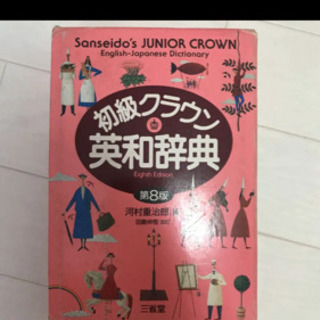 Sanseido's JUNIOR CROWN
English-Japanese Dictionary
初級クラウン
英和辞典
Eighth Edition
第8版
河村重治郎
三省堂